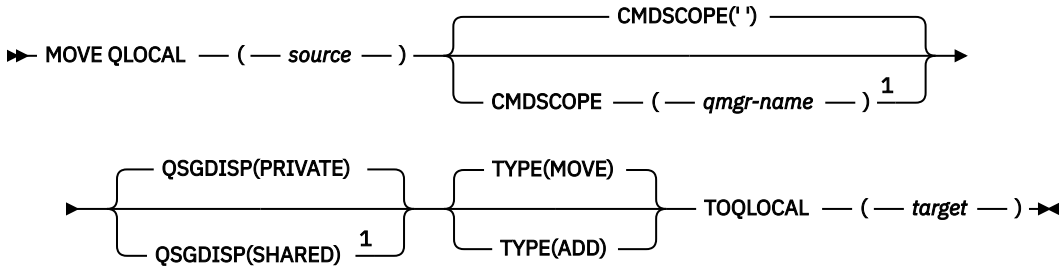 CMDSCOPE(' ')
MOVE QLOCAL ( source )
CMDSCOPE ( qmgr-name ) 1
QSGDISP(PRIVATE) TYPE(MOVE)
TOQLOCAL ( target )
QSGDISP(SHARED) 1 TYPE(ADD)